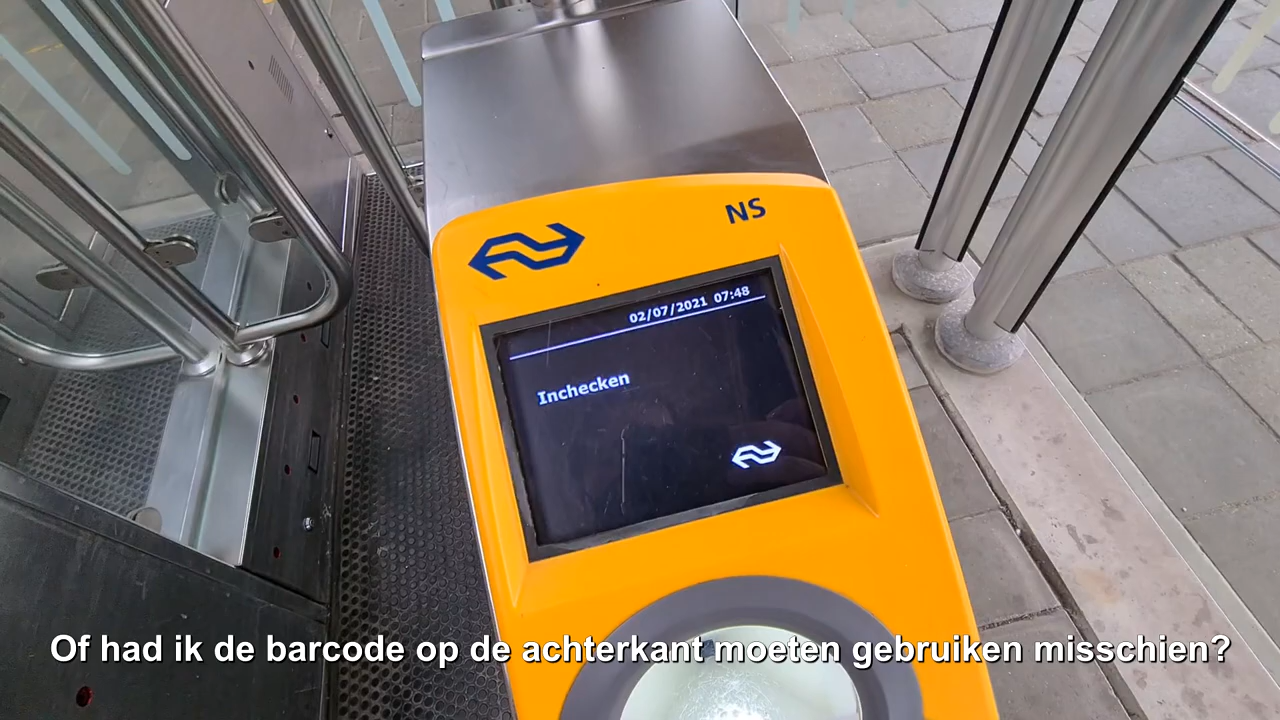 NS
02/07/2021 07:48
Inchecken
Of had ik de barcode op de achterkant moeten gebruiken misschien?